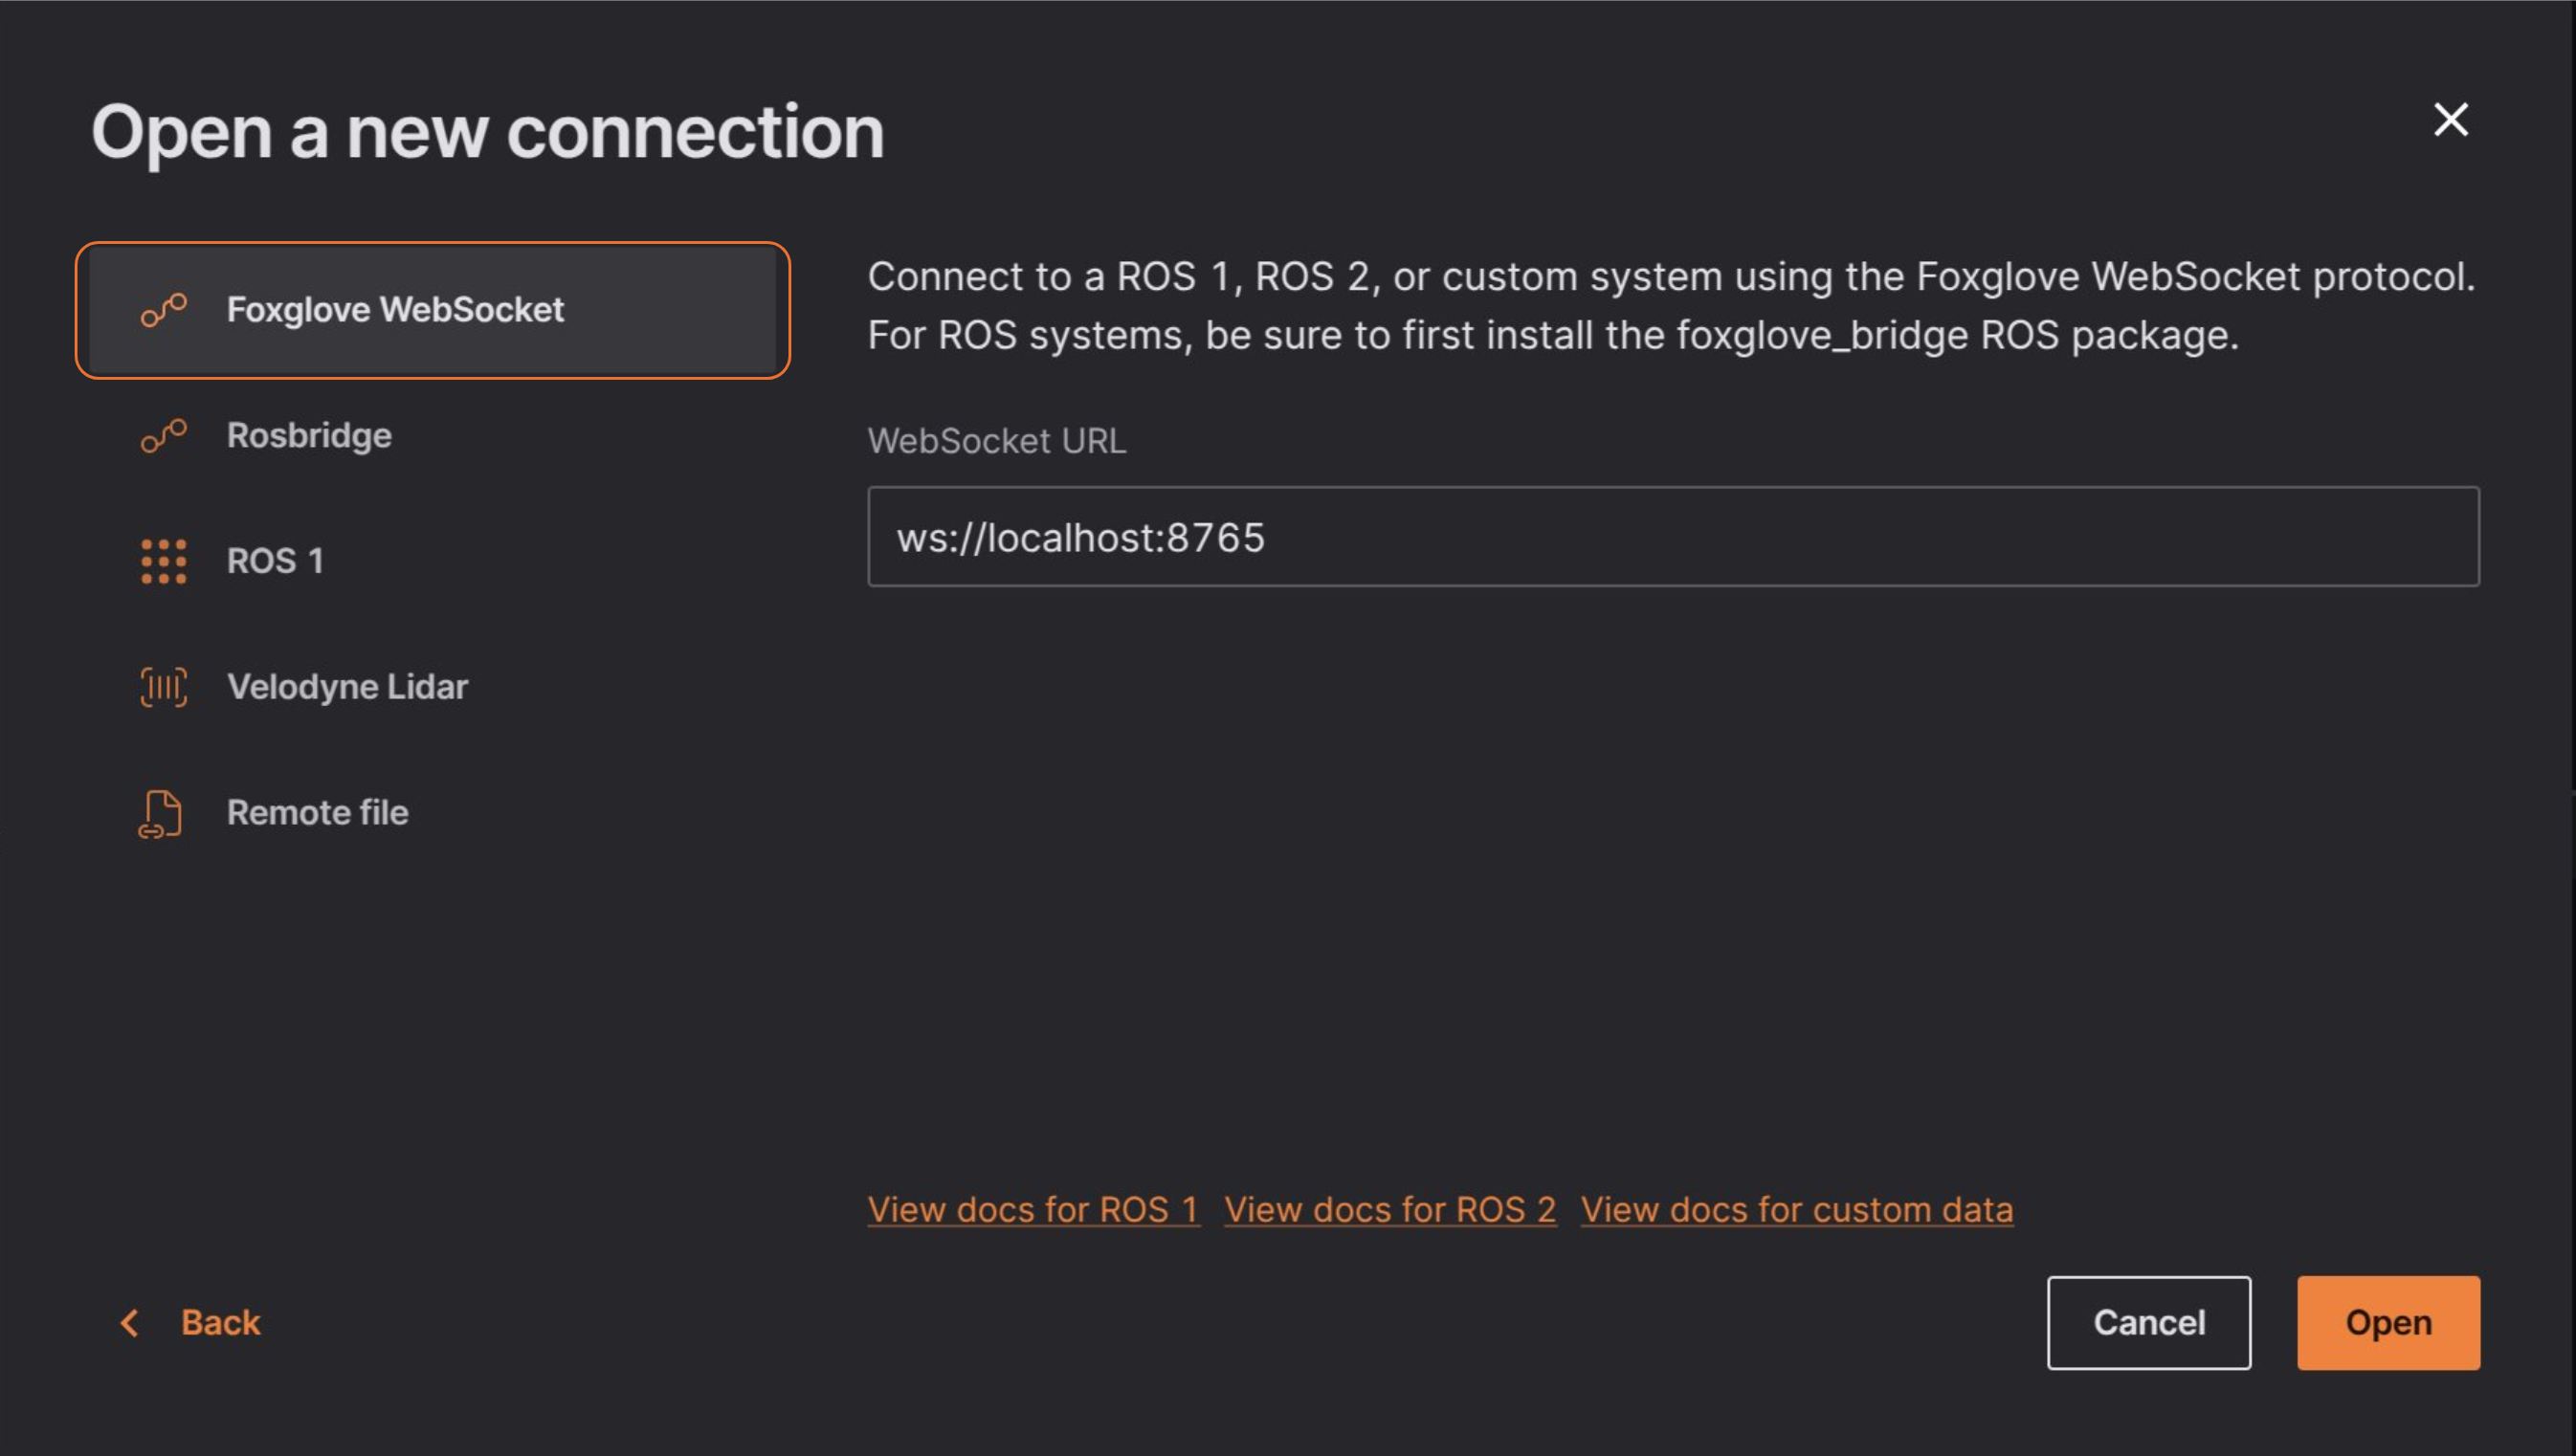 Open a new connection
Foxglove WebSocket
Rosbridge
ROS 1
Velodyne Lidar
Remote file
Connect to a ROS 1, ROS 2, or custom system using the Foxglove WebSocket protocol.
For ROS systems, be sure to first install the foxglove_bridge ROS package.
WebSocket URL
ws://localhost:8765
View docs for ROS 1 View docs for ROS 2 View docs for custom data
Back
Cancel
Open